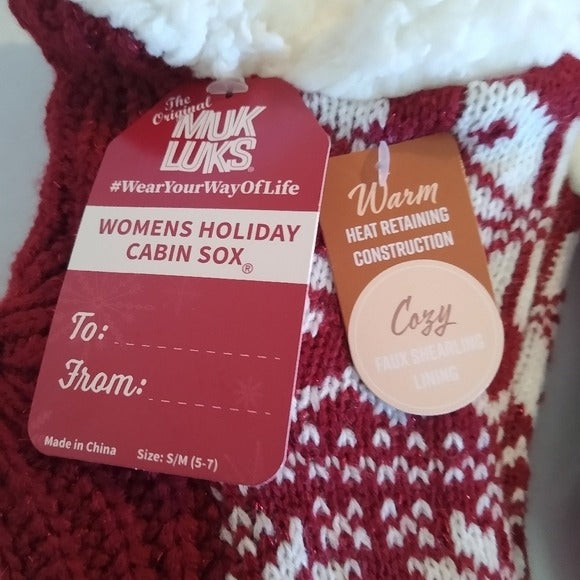 The
Original
MUK
LUKS®
#WearYourWayOfLife
WOMENS HOLIDAY
CABIN SOX®
To:
From:
Made in China Size: S/M (5-7)
Warm
HEAT RETAINING
CONSTRUCTION
Cozy
FAUX SHEARLING
LINING